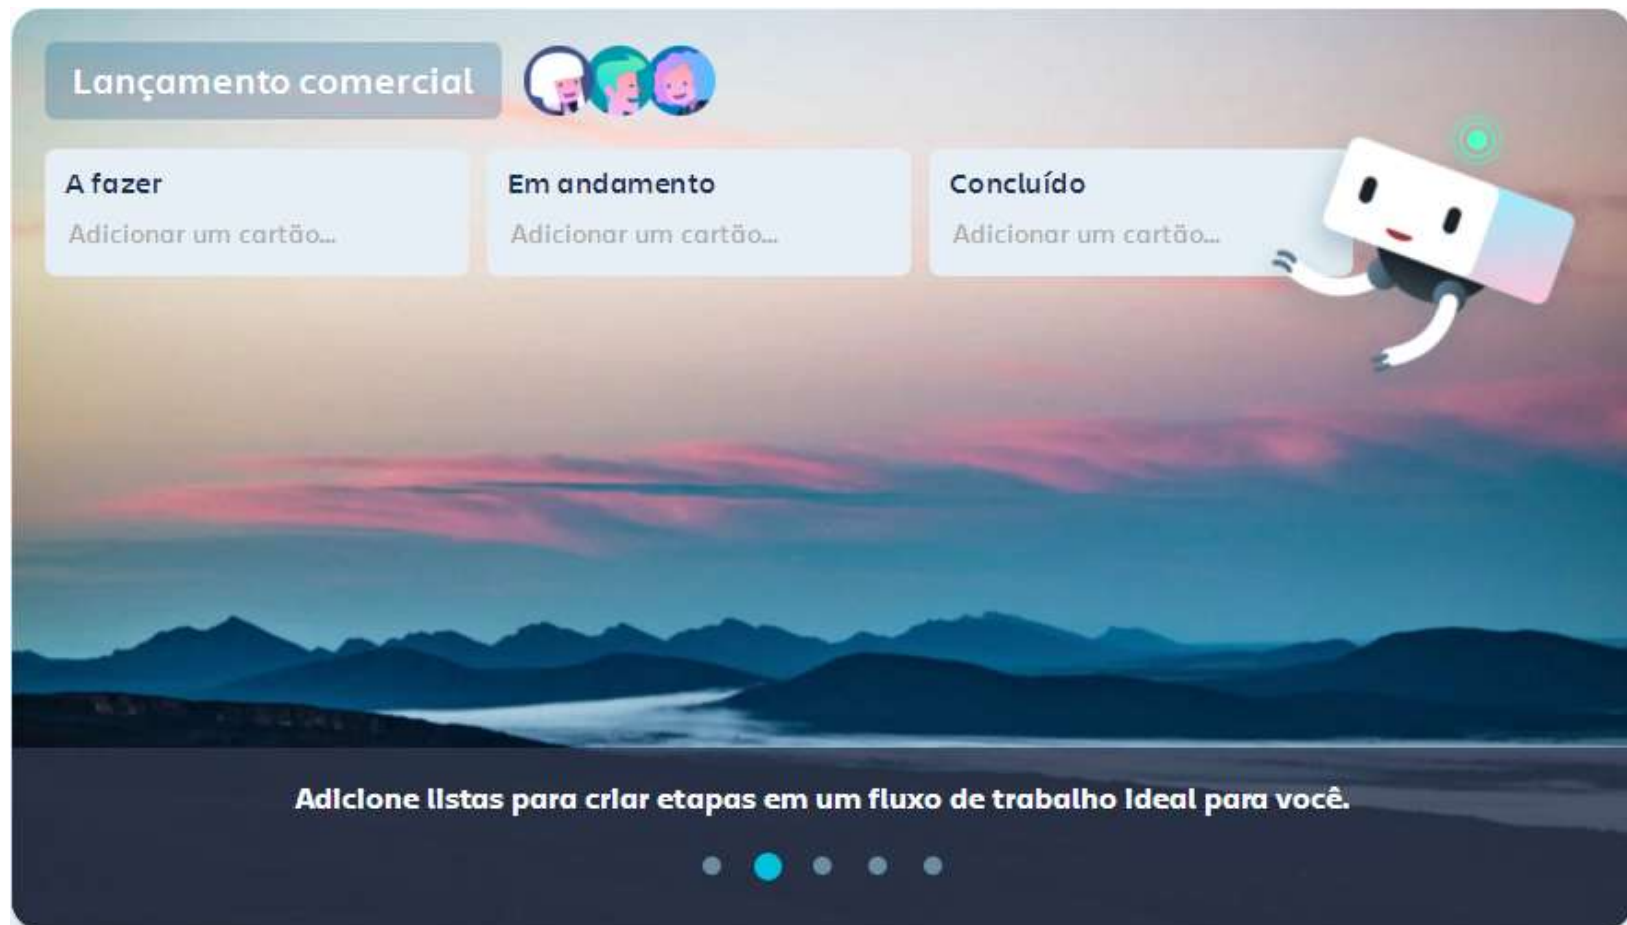 Lançamento comercial
A fazer
Adicionar um cartão...
Em andamento
Adicionar um cartão...
Concluído
Adicionar um cartão...
Adicione listas para criar etapas em um fluxo de trabalho ideal para você.